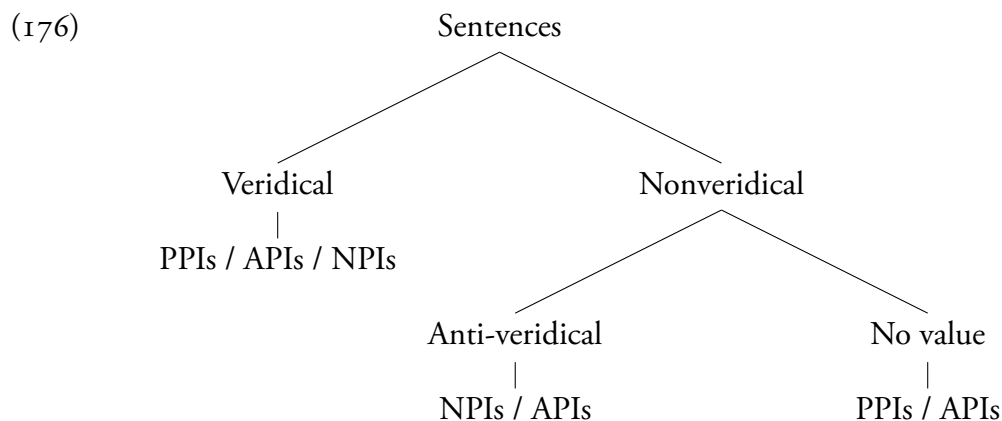 (176) Sentences
Veridical Nonveridical
PPIs / APIs / NPIs
Anti-veridical No value
NPIs / APIs PPIs / APIs